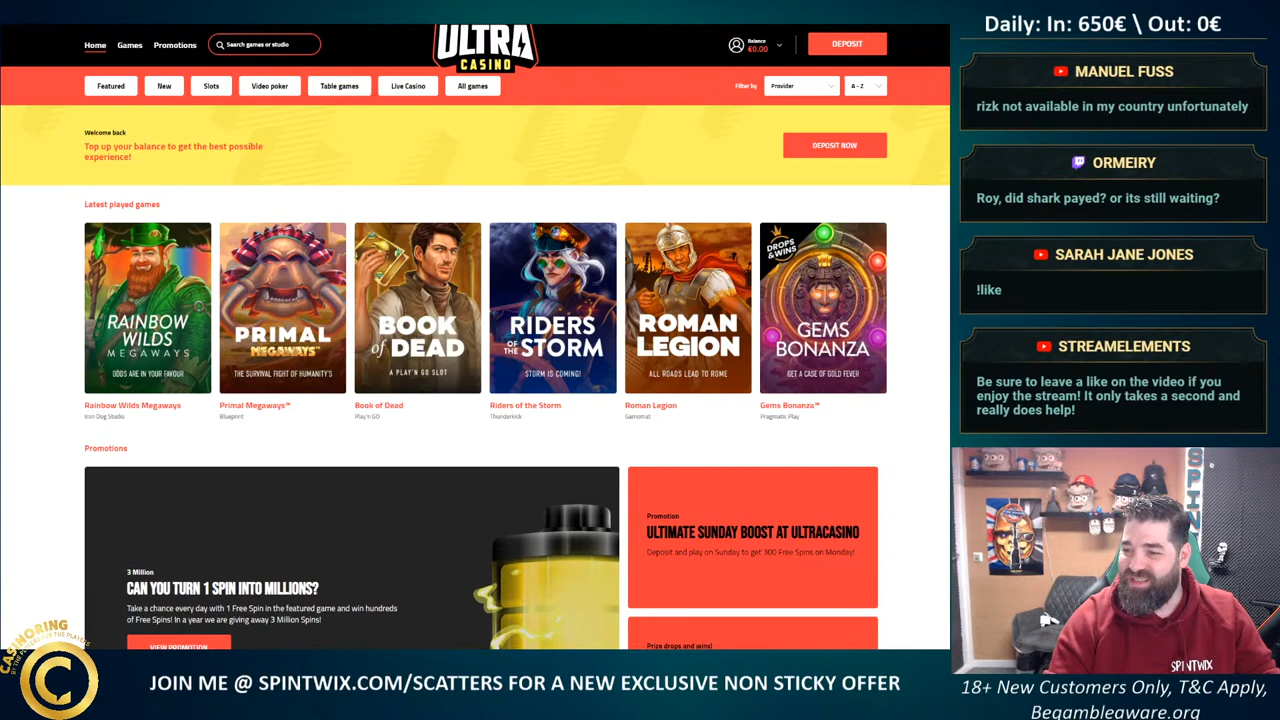 Daily: In: 650€ \ Out: 0€
Home Games Promotions Search games or studio
ULTRA
CASINO
Balance
€0.00
DEPOSIT
Featured New Slots Video poker Table games Live Casino All games
Filter by Provider A - Z
Welcome back
Top up your balance to get the best possible
experience!
DEPOSIT NOW
Latest played games
RAINBOW
WILDS
MEGAWAYS
ODDS ARE IN YOUR FAVOUR
PRIMAL
MEGAWAYS™
THE SURVIVAL FIGHT OF HUMANITY'S
BOOK
of DEAD
A PLAY'N GO SLOT
RIDERS
OF THE STORM
STORM IS COMING!
ROMAN
LEGION
ALL ROADS LEAD TO ROME
DROPS
&WINS
GEMS
BONANZA
GET A CASE OF GOLD FEVER
Rainbow Wilds Megaways
Iron Dog Studio
Primal Megaways™
Blueprint
Book of Dead
Play'n GO
Riders of the Storm
Thunderkick
Roman Legion
Gamomat
Gems Bonanza™
Pragmatic Play
Promotions
3 Million
CAN YOU TURN 1 SPIN INTO MILLIONS?
Take a chance every day with 1 Free Spin in the featured game and win hundreds
of Free Spins! In a year we are giving away 3 Million Spins!
VIEW PROMOTION
Promotion
ULTIMATE SUNDAY BOOST AT ULTRACASINO
Deposit and play on Sunday to get 300 Free Spins on Monday!
Prize drops and wins!
MANUEL FUSS
rizk not available in my country unfortunately
ORMEIRY
Roy, did shark payed? or its still waiting?
SARAH JANE JONES
!like
STREAMELEMENTS
Be sure to leave a like on the video if you
enjoy the stream! It only takes a second and
really does help!
SPIN
SPINTWIX
CASINORING
BY THE PLAYERS FOR THE PLAYERS
C
JOIN ME @ SPINTWIX.COM/SCATTERS FOR A NEW EXCLUSIVE NON STICKY OFFER
18+ New Customers Only, T&C Apply,
Begambleaware.org